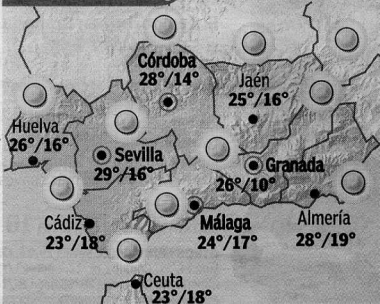 Córdoba
28°/14°
Jaén
25°/16°
Huelva
26°/16°
Sevilla
29°/16°
Granada
26°/10°
Cádiz
23°/18°
Málaga
24°/17°
Almería
28°/19°
Ceuta
23°/18°